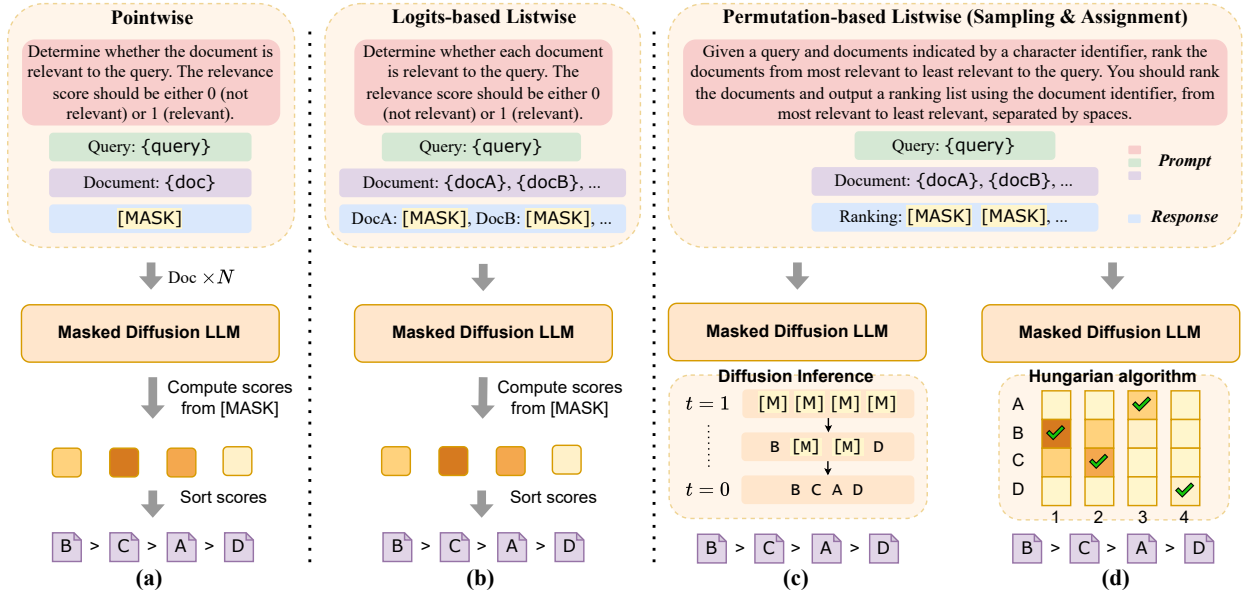 Pointwise
Determine whether the document is
relevant to the query. The relevance
score should be either 0 (not
relevant) or 1 (relevant).
Query: {query}
Document: {doc}
[MASK]
Doc ×N
Masked Diffusion LLM
Compute scores
from [MASK]
Sort scores
B > C > A > D
(a)
Logits-based Listwise
Determine whether each document
is relevant to the query. The
relevance score should be either 0
(not relevant) or 1 (relevant).
Query: {query}
Document: {docA}, {docB}, ...
DocA: [MASK], DocB: [MASK], ...
Masked Diffusion LLM
Compute scores
from [MASK]
Sort scores
B > C > A > D
(b)
Permutation-based Listwise (Sampling & Assignment)
Given a query and documents indicated by a character identifier, rank the
documents from most relevant to least relevant to the query. You should rank
the documents and output a ranking list using the document identifier, from
most relevant to least relevant, separated by spaces.
Query: {query}
Document: {docA}, {docB}, ...
Ranking: [MASK] [MASK], ...
Prompt
Response
Masked Diffusion LLM
Diffusion Inference
t = 1 [M] [M] [M] [M]
B [M] [M] D
t = 0 B C A D
B > C > A > D
(c)
Masked Diffusion LLM
Hungarian algorithm
A
B
C
D
1 2 3 4
B > C > A > D
(d)